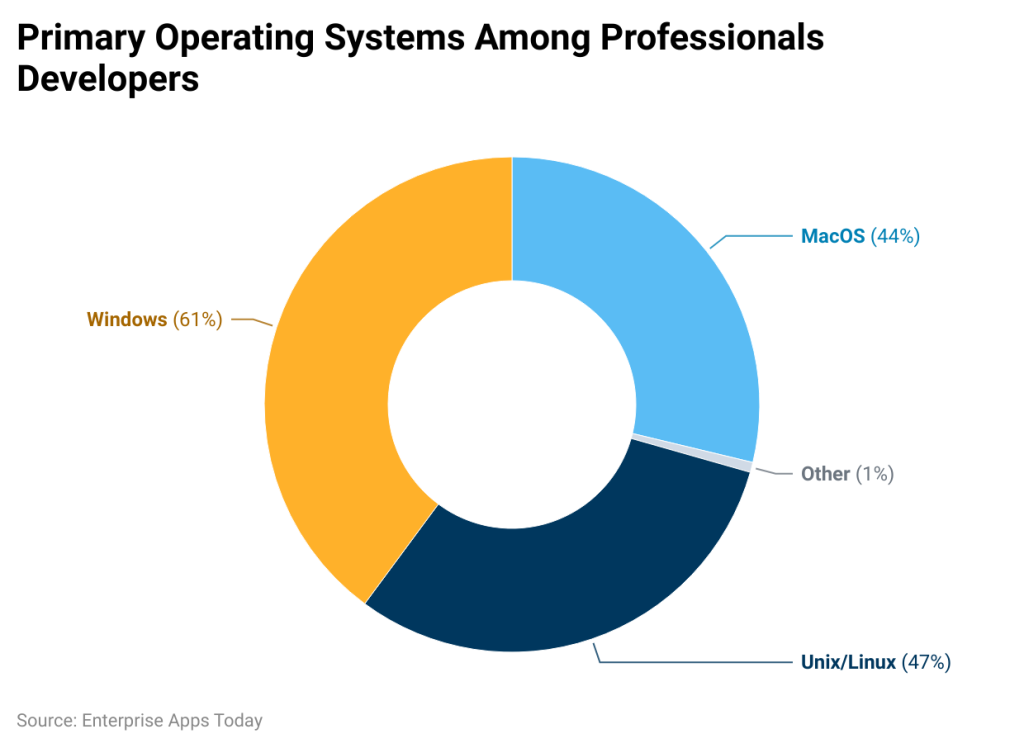 Primary Operating Systems Among Professionals
Developers
MacOS (44%)
Windows (61%)
Other (1%)
Unix/Linux (47%)
Source: Enterprise Apps Today